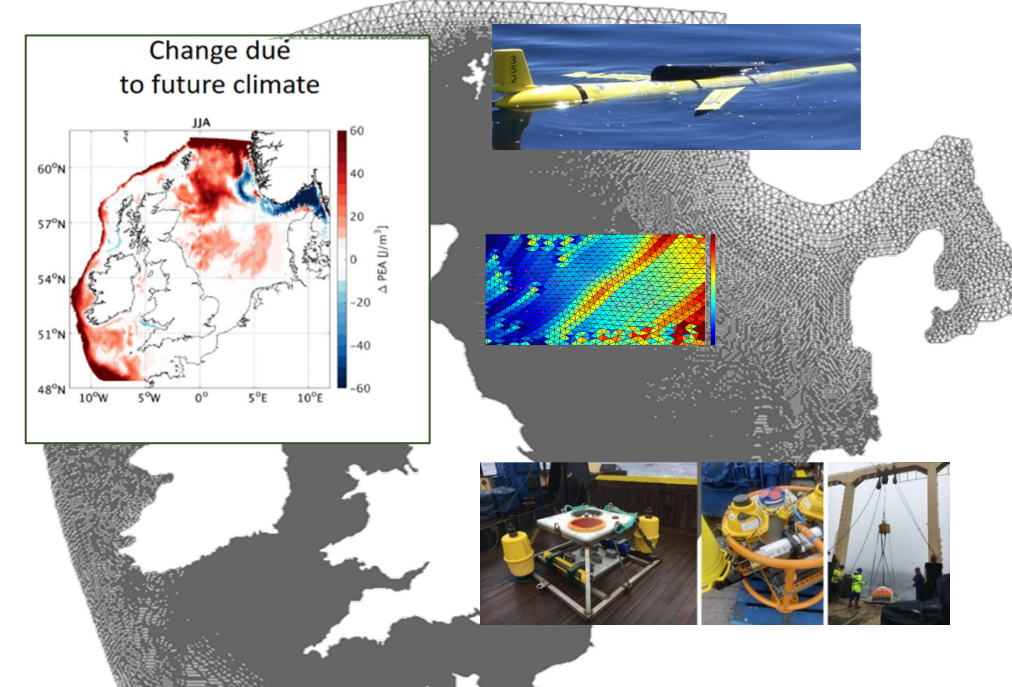 Change due
to future climate
JJA
60°N
57°N
54°N
51°N
48°N
10°W 5°W 0° 5°E 10°E
60
40
20
0
−20
−40
−60
Δ PEA [J/m³]
352